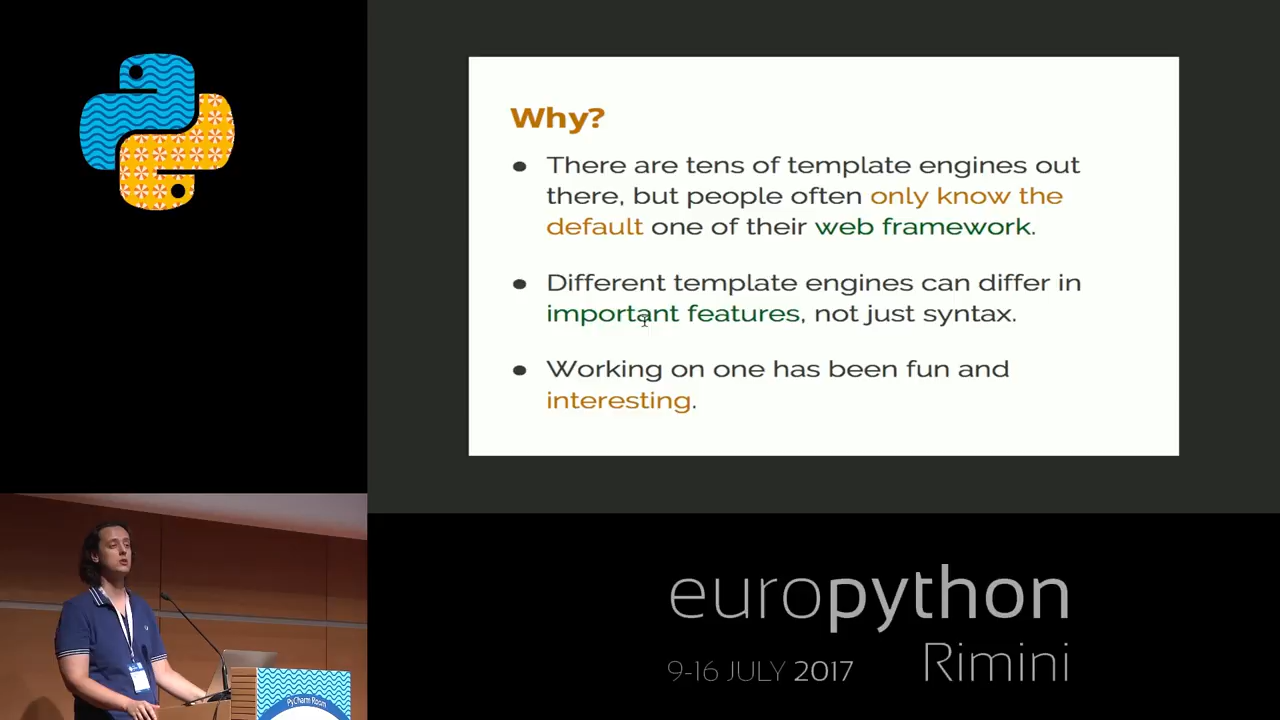 Why?
● There are tens of template engines out
there, but people often only know the
default one of their web framework.
● Different template engines can differ in
important features, not just syntax.
● Working on one has been fun and
interesting.
PyCharm Room
europython
Rimini
9-16 JULY 2017